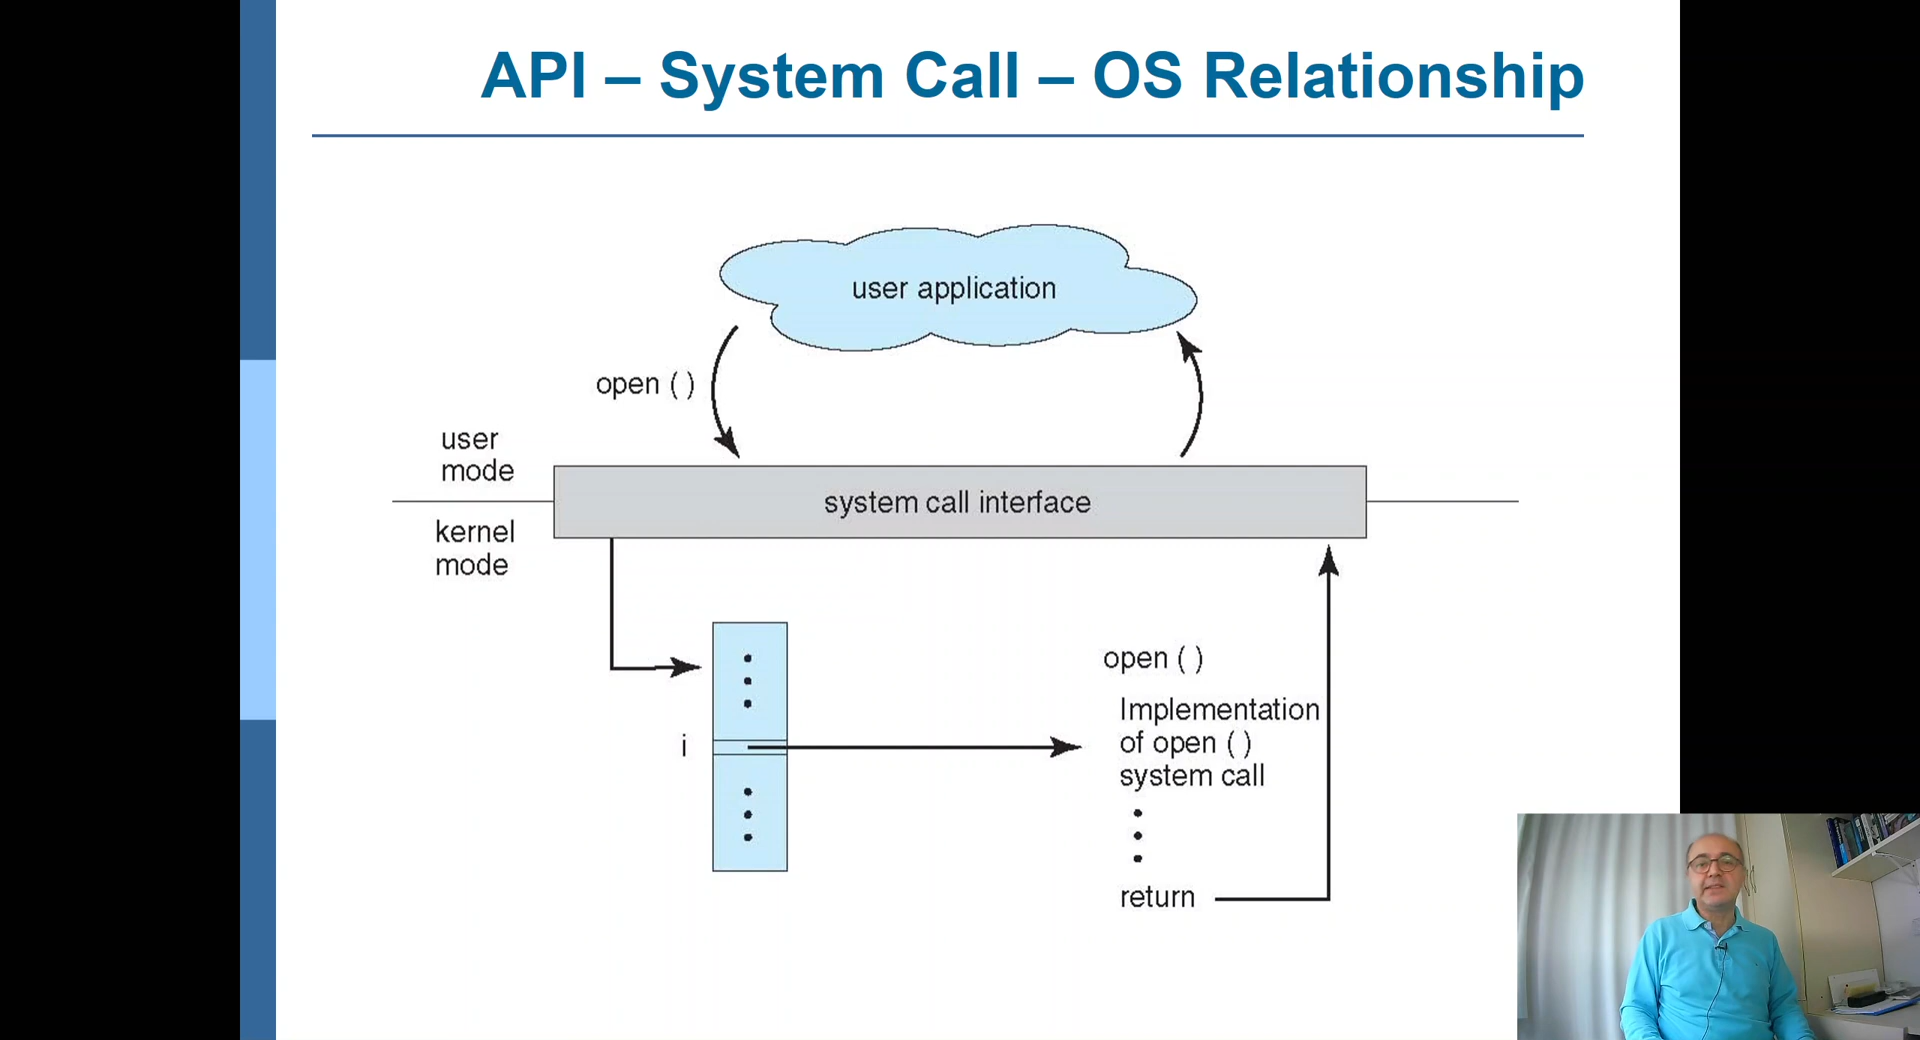 API – System Call – OS Relationship
user application
open ( )
user
mode
system call interface
kernel
mode
open ( )
Implementation
of open ( )
system call
i
return